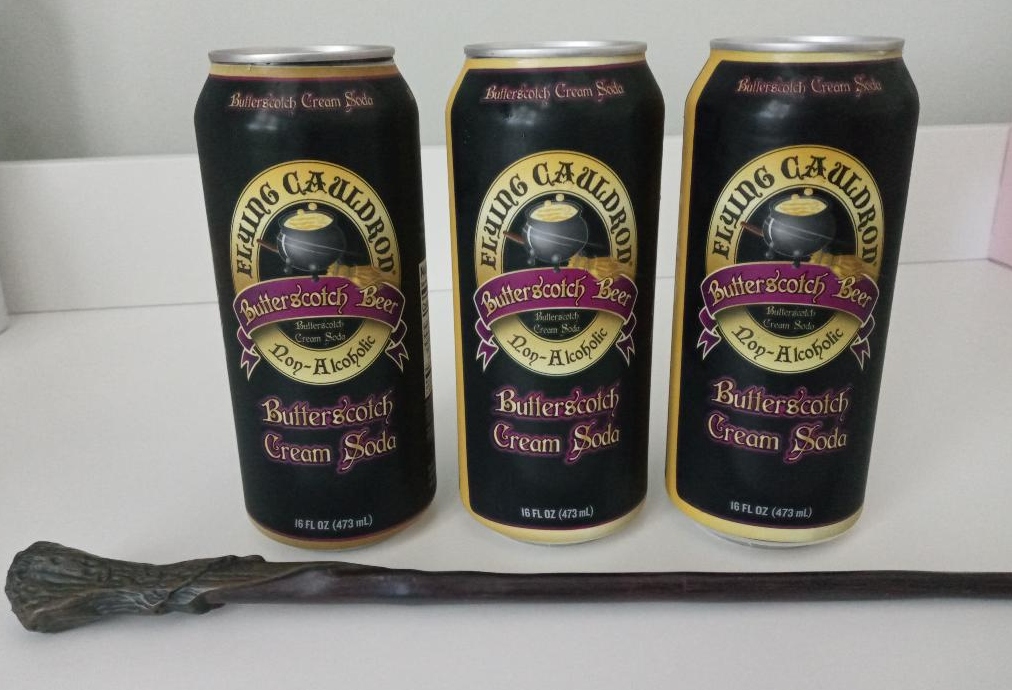 Butterscotch Cream Soda
FLYING CAULDRON
Butterscotch Beer
Butterscotch
Cream Soda
Non-Alcoholic
Butterscotch
Cream Soda
16 FL OZ (473 mL)
Butterscotch Cream Soda
FLYING CAULDRON
Butterscotch Beer
Butterscotch
Cream Soda
Non-Alcoholic
Butterscotch
Cream Soda
16 FL OZ (473 mL)
Butterscotch Cream Soda
FLYING CAULDRON
Butterscotch Beer
Butterscotch
Cream Soda
Non-Alcoholic
Butterscotch
Cream Soda
16 FL OZ (473 mL)